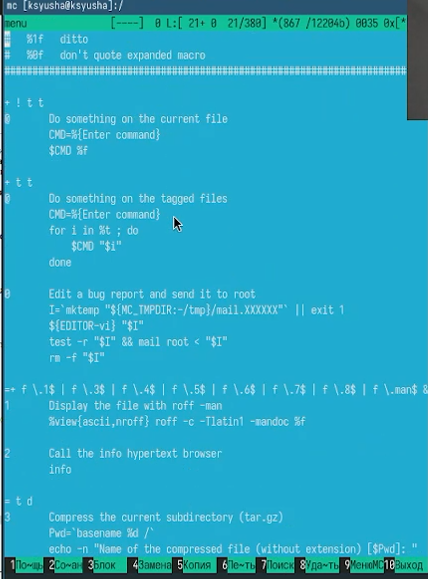 mc [ksyusha@ksyusha]:/
menu [----] 0 L:[ 21+ 0 21/380] *(867 /12204b) 0035 0x[*
# %1f ditto
# %0f don't quote expanded macro
###############################################################
+ ! t t
@ Do something on the current file
CMD=%{Enter command}
$CMD %f
+ t t
@ Do something on the tagged files
CMD=%{Enter command}
for i in %t ; do
$CMD "$i"
done
@ Edit a bug report and send it to root
I=`mktemp "${MC_TMPDIR:-/tmp}/mail.XXXXXX"` || exit 1
${EDITOR-vi} "$I"
test -r "$I" && mail root < "$I"
rm -f "$I"
=+ f \.1$ | f \.3$ | f \.4$ | f \.5$ | f \.6$ | f \.7$ | f \.8$ | f \.man$ &
1 Display the file with roff -man
%view{ascii,nroff} roff -c -Tlatin1 -mandoc %f
2 Call the info hypertext browser
info
= t d
3 Compress the current subdirectory (tar.gz)
Pwd=`basename %d /`
echo -n "Name of the compressed file (without extension) [$Pwd]: "
1По~щь 2Со~ан 3Блок 4Замена 5Копия 6Пе~ть 7Поиск 8Уда~ть 9МенюMC 10Выход